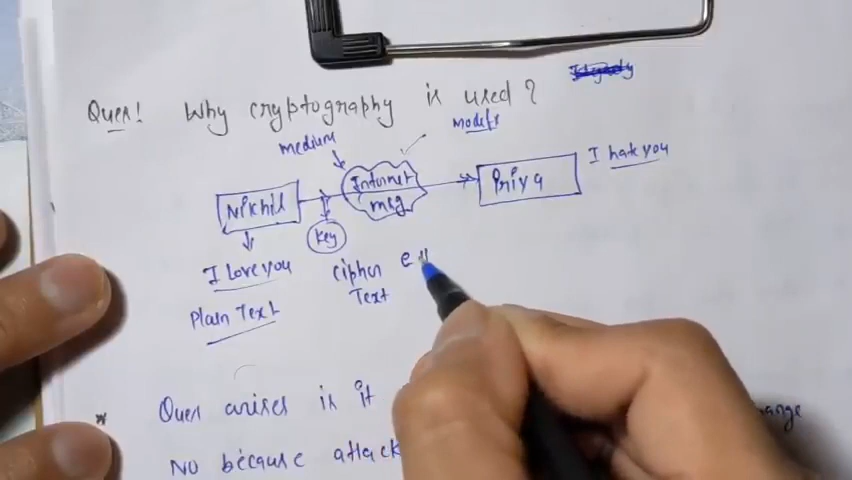 Ques! Why cryptography is used?
modify
medium
Internet
msg
Nikhil
Priya
I hate you
Key
I Love you
cipher
Text
Plain Text
* Ques arises is it
No because attack